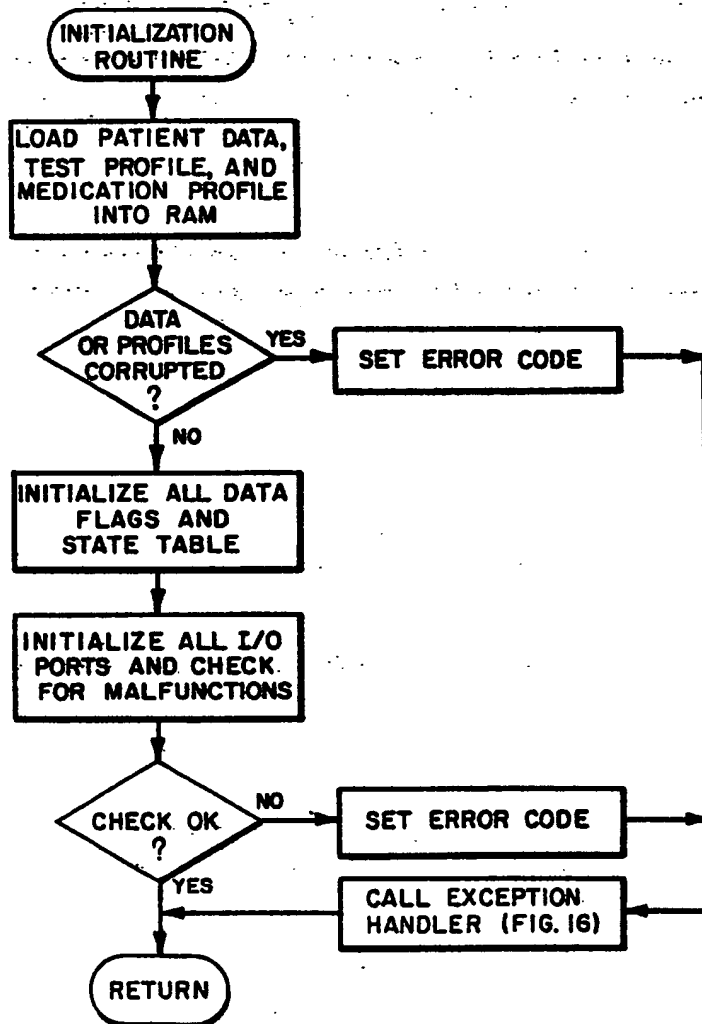 INITIALIZATION
ROUTINE
LOAD PATIENT DATA,
TEST PROFILE, AND
MEDICATION PROFILE
INTO RAM
DATA
OR PROFILES
CORRUPTED
?
YES
SET ERROR CODE
NO
INITIALIZE ALL DATA
FLAGS AND
STATE TABLE
INITIALIZE ALL I/O
PORTS AND CHECK
FOR MALFUNCTIONS
CHECK OK
?
NO
SET ERROR CODE
YES
CALL EXCEPTION
HANDLER (FIG. 16)
RETURN